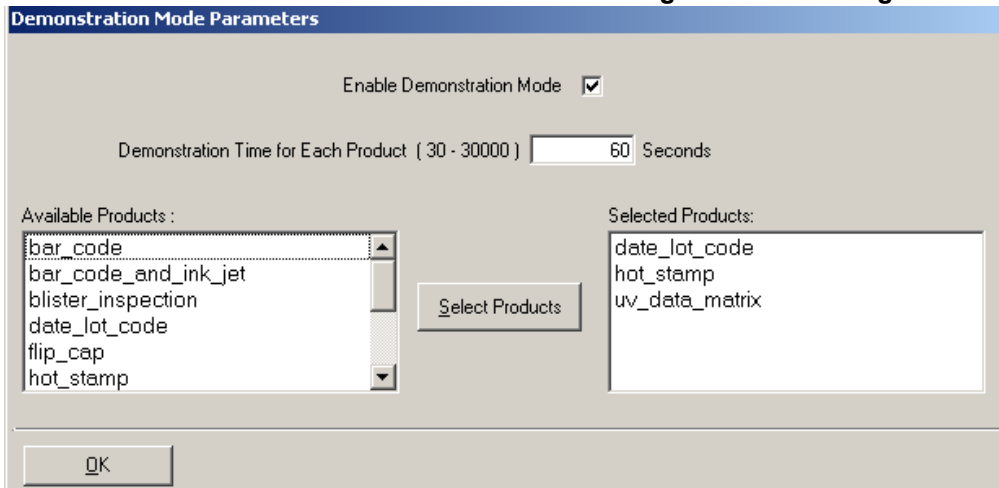 Demonstration Mode Parameters
Enable Demonstration Mode
Demonstration Time for Each Product ( 30 - 30000 ) 60 Seconds
Available Products :
bar_code
bar_code_and_ink_jet
blister_inspection
date_lot_code
flip_cap
hot_stamp
Select Products
Selected Products:
date_lot_code
hot_stamp
uv_data_matrix
OK